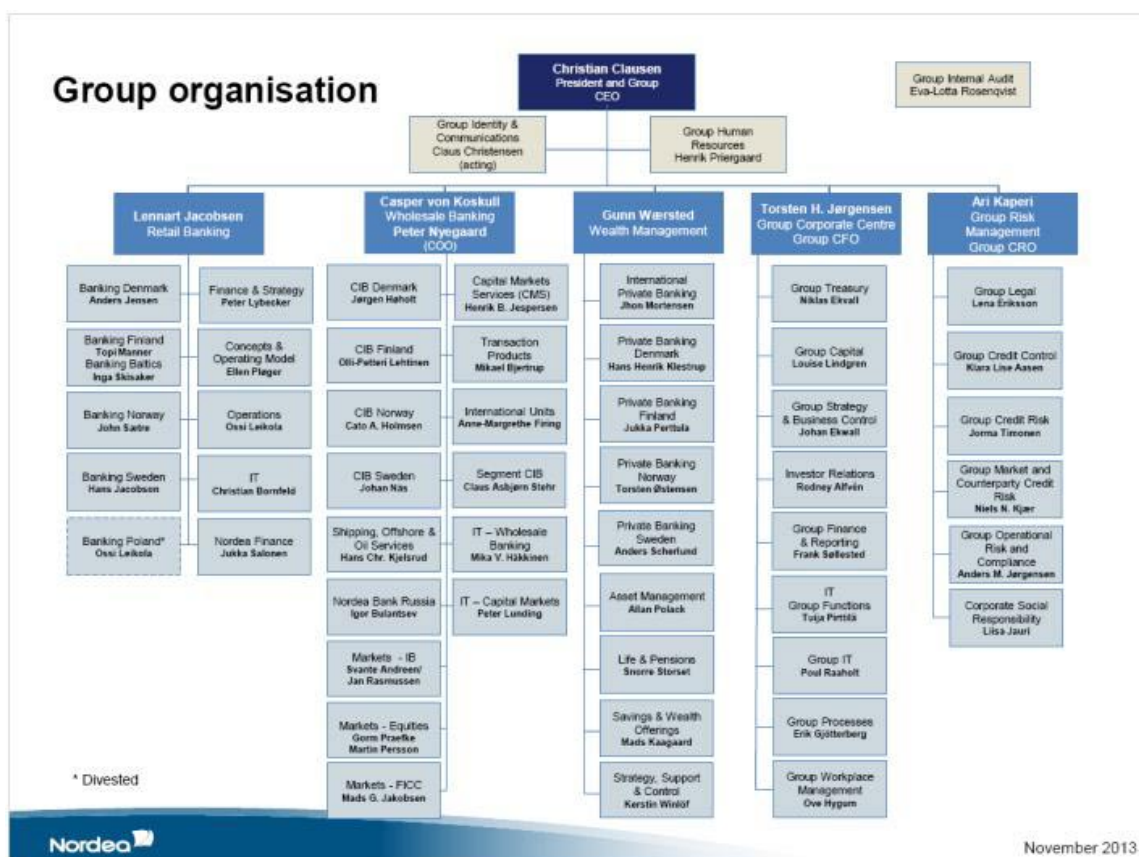 Group organisation
Christian Clausen
President and Group
CEO
Group Internal Audit
Eva-Lotta Rosenqvist
Group Identity &
Communications
Claus Christensen
(acting)
Group Human
Resources
Henrik Priergaard
Lennart Jacobsen
Retail Banking
Casper von Koskull
Wholesale Banking
Peter Nyegaard
(COO)
Gunn Wærsted
Wealth Management
Torsten H. Jørgensen
Group Corporate Centre
Group CFO
Ari Kaperi
Group Risk
Management
Group CRO
Banking Denmark
Anders Jensen
Banking Finland
Topi Manner
Banking Baltics
Inga Skisaker
Banking Norway
John Sætre
Banking Sweden
Hans Jacobsen
Banking Poland*
Ossi Leikola
Finance & Strategy
Peter Lybecker
Concepts &
Operating Model
Ellen Pløger
Operations
Ossi Leikola
IT
Christian Bornfeld
Nordea Finance
Jukka Salonen
CIB Denmark
Jørgen Høholt
CIB Finland
Olli-Petteri Lehtinen
CIB Norway
Cato A. Holmsen
CIB Sweden
Johan Näs
Shipping, Offshore &
Oil Services
Hans Chr. Kjelsrud
Nordea Bank Russia
Igor Bulantsev
Markets - IB
Svante Andreen/
Jan Rasmussen
Markets - Equities
Gorm Praefke
Martin Persson
Markets - FICC
Mads G. Jakobsen
Capital Markets
Services (CMS)
Henrik B. Jespersen
Transaction
Products
Mikael Bjertrup
International Units
Anne-Margrethe Firing
Segment CIB
Claus Asbjørn Stehr
IT – Wholesale
Banking
Mika V. Häkkinen
IT – Capital Markets
Peter Lunding
International
Private Banking
Jhon Mortensen
Private Banking
Denmark
Hans Henrik Klestrup
Private Banking
Finland
Jukka Perttula
Private Banking
Norway
Torsten Østensen
Private Banking
Sweden
Anders Scherlund
Asset Management
Allan Polack
Life & Pensions
Snorre Storset
Savings & Wealth
Offerings
Mads Kaagaard
Strategy, Support
& Control
Kerstin Winlöf
Group Treasury
Niklas Ekvall
Group Capital
Louise Lindgren
Group Strategy
& Business Control
Johan Ekwall
Investor Relations
Rodney Alfvén
Group Finance
& Reporting
Frank Søllested
IT
Group Functions
Tuija Pirttilä
Group IT
Poul Raaholt
Group Processes
Erik Gjötterberg
Group Workplace
Management
Ove Hygum
Group Legal
Lena Eriksson
Group Credit Control
Klara Lise Aasen
Group Credit Risk
Jorma Timonen
Group Market and
Counterparty Credit
Risk
Niels N. Kjær
Group Operational
Risk and
Compliance
Anders M. Jørgensen
Corporate Social
Responsibility
Liisa Jauri
* Divested
Nordea
November 2013